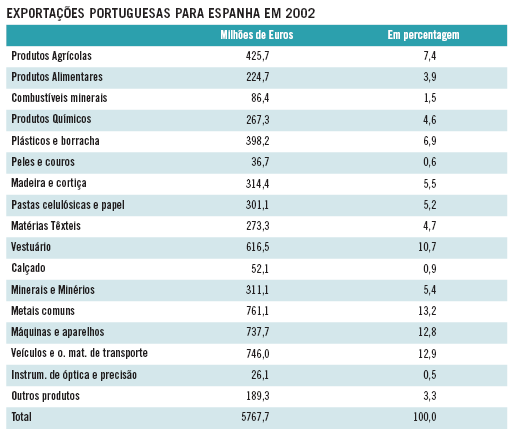 EXPORTAÇÕES PORTUGUESAS PARA ESPANHA EM 2002
Milhões de Euros Em percentagem
Produtos Agrícolas 425,7 7,4
Produtos Alimentares 224,7 3,9
Combustíveis minerais 86,4 1,5
Produtos Químicos 267,3 4,6
Plásticos e borracha 398,2 6,9
Peles e couros 36,7 0,6
Madeira e cortiça 314,4 5,5
Pastas celulósicas e papel 301,1 5,2
Matérias Têxteis 273,3 4,7
Vestuário 616,5 10,7
Calçado 52,1 0,9
Minerais e Minérios 311,1 5,4
Metais comuns 761,1 13,2
Máquinas e aparelhos 737,7 12,8
Veículos e o. mat. de transporte 746,0 12,9
Instrum. de óptica e precisão 26,1 0,5
Outros produtos 189,3 3,3
Total 5767,7 100,0